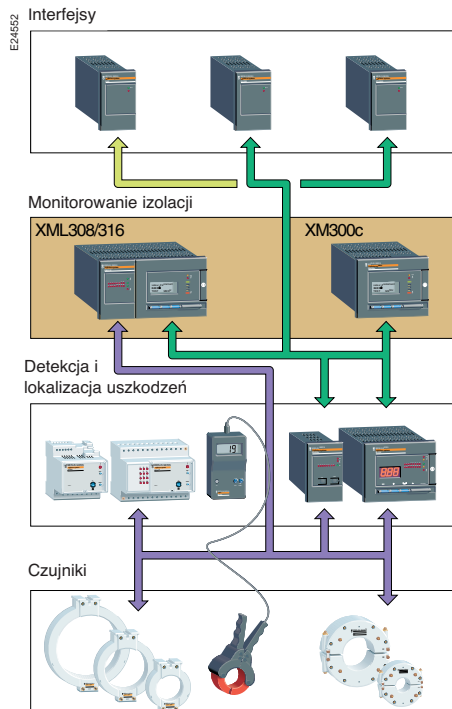 E24552
Interfejsy
Monitorowanie izolacji
XML308/316
XM300c
Detekcja i
lokalizacja uszkodzeń
19
Czujniki